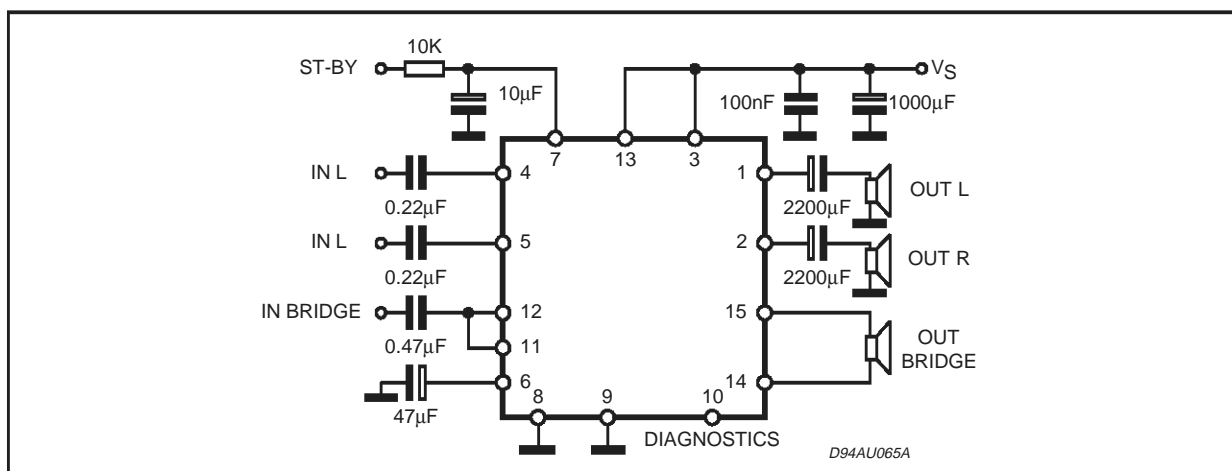 10K
ST-BY
10μF
100nF
1000μF
VS
7
13
3
IN L
0.22μF
4
1
2200μF
OUT L
IN L
0.22μF
5
2
2200μF
OUT R
IN BRIDGE
0.47μF
12
11
15
OUT
BRIDGE
14
6
47μF
8
9
10
DIAGNOSTICS
D94AU065A